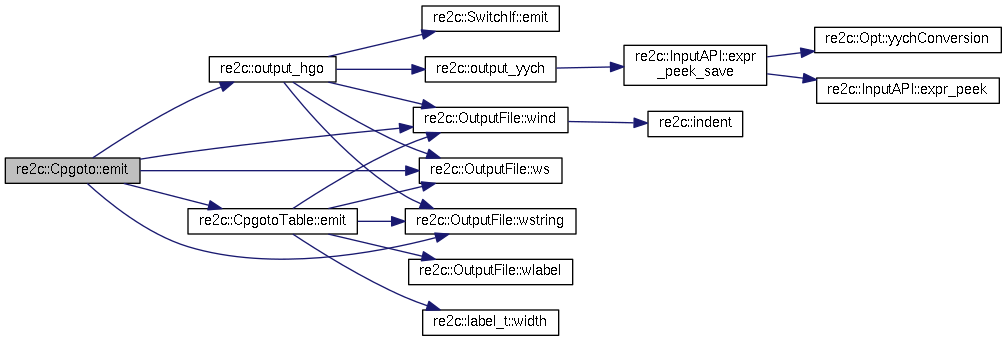 re2c::SwitchIf::emit
re2c::Opt::yychConversion
re2c::output_hgo
re2c::output_yych
re2c::InputAPI::expr
_peek_save
re2c::InputAPI::expr_peek
re2c::OutputFile::wind
re2c::indent
re2c::Cpgoto::emit
re2c::OutputFile::ws
re2c::CpgotoTable::emit
re2c::OutputFile::wstring
re2c::OutputFile::wlabel
re2c::label_t::width